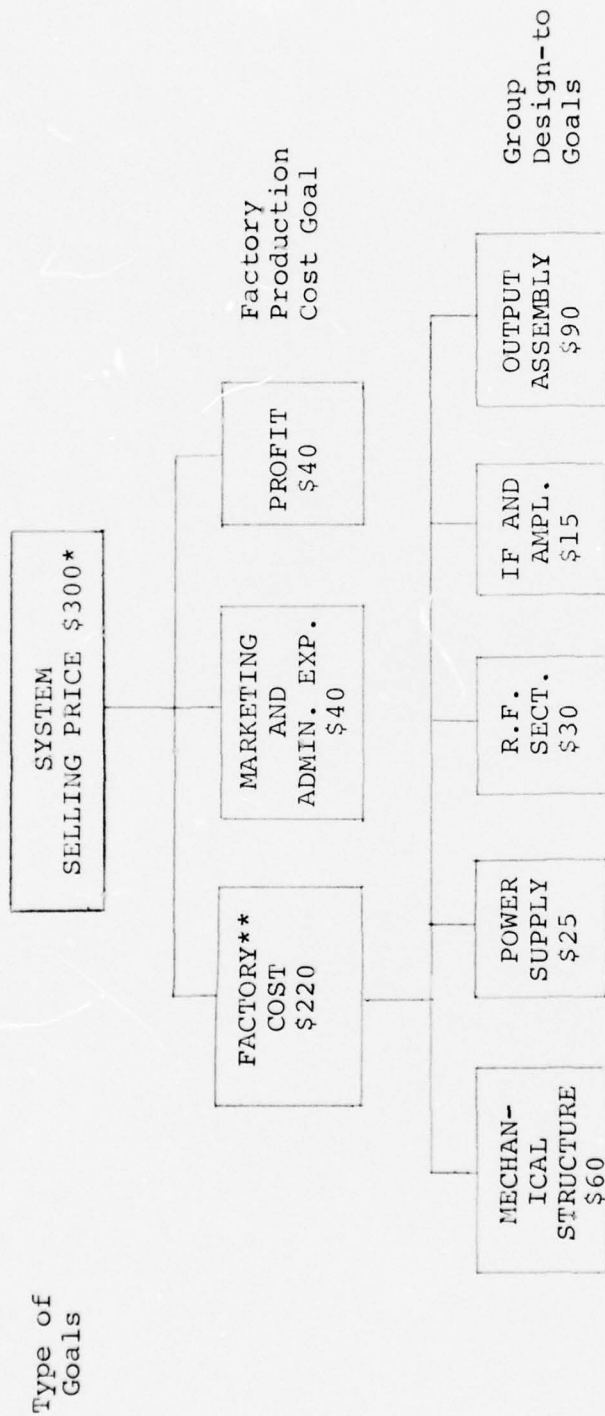 Type of
Goals
SYSTEM
SELLING PRICE $300*
FACTORY**
COST
$220
MARKETING
AND
ADMIN. EXP.
$40
PROFIT
$40
Factory
Production
Cost Goal
MECHAN-
ICAL
STRUCTURE
$60
POWER
SUPPLY
$25
R.F.
SECT.
$30
IF AND
AMPL.
$15
OUTPUT
ASSEMBLY
$90
Group
Design-to
Goals